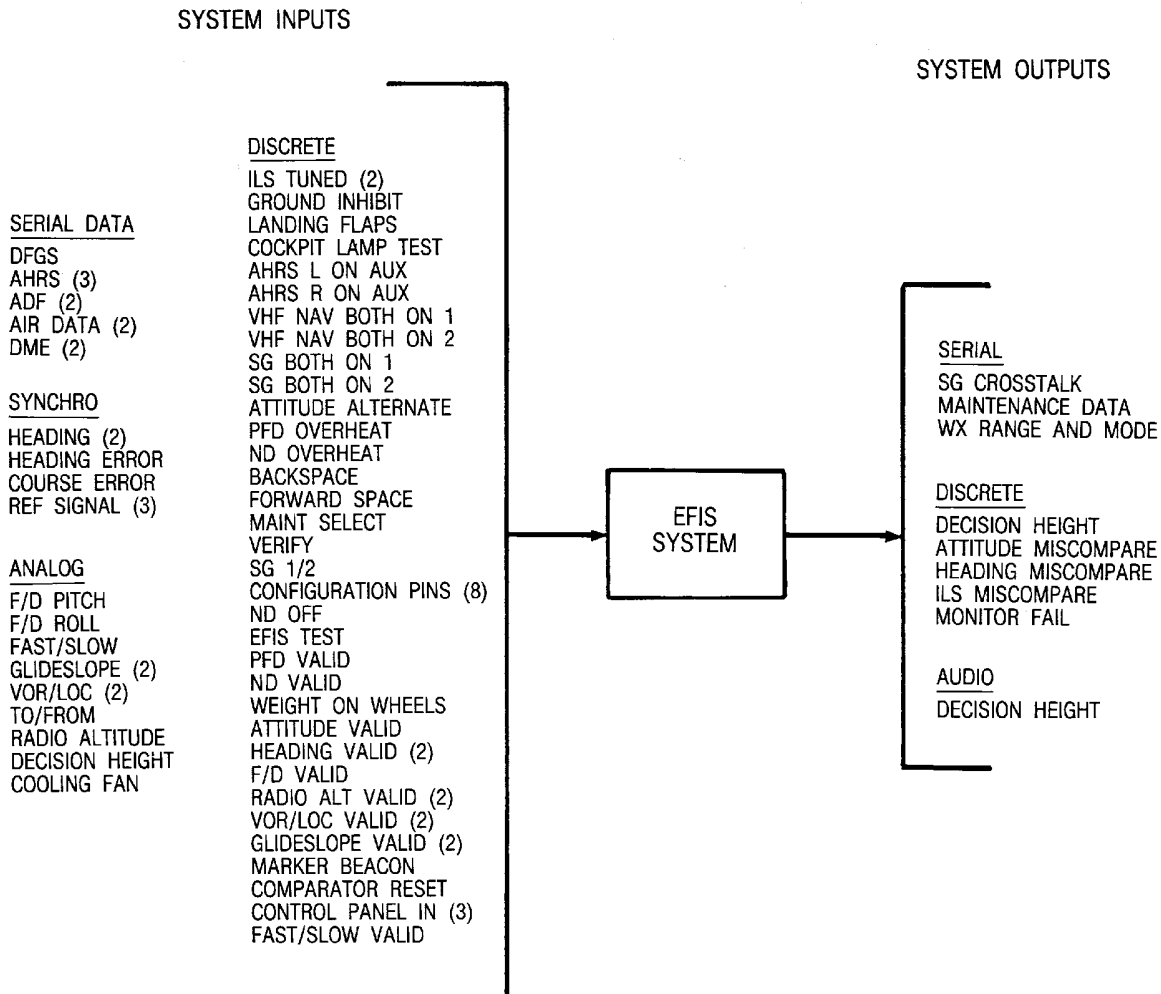 SYSTEM INPUTS
SYSTEM OUTPUTS
SERIAL DATA
DFGS
AHRS (3)
ADF (2)
AIR DATA (2)
DME (2)
SYNCHRO
HEADING (2)
HEADING ERROR
COURSE ERROR
REF SIGNAL (3)
ANALOG
F/D PITCH
F/D ROLL
FAST/SLOW
GLIDESLOPE (2)
VOR/LOC (2)
TO/FROM
RADIO ALTITUDE
DECISION HEIGHT
COOLING FAN
DISCRETE
ILS TUNED (2)
GROUND INHIBIT
LANDING FLAPS
COCKPIT LAMP TEST
AHRS L ON AUX
AHRS R ON AUX
VHF NAV BOTH ON 1
VHF NAV BOTH ON 2
SG BOTH ON 1
SG BOTH ON 2
ATTITUDE ALTERNATE
PFD OVERHEAT
ND OVERHEAT
BACKSPACE
FORWARD SPACE
MAINT SELECT
VERIFY
SG 1/2
CONFIGURATION PINS (8)
ND OFF
EFIS TEST
PFD VALID
ND VALID
WEIGHT ON WHEELS
ATTITUDE VALID
HEADING VALID (2)
F/D VALID
RADIO ALT VALID (2)
VOR/LOC VALID (2)
GLIDESLOPE VALID (2)
MARKER BEACON
COMPARATOR RESET
CONTROL PANEL IN (3)
FAST/SLOW VALID
EFIS
SYSTEM
SERIAL
SG CROSSTALK
MAINTENANCE DATA
WX RANGE AND MODE
DISCRETE
DECISION HEIGHT
ATTITUDE MISCOMPARE
HEADING MISCOMPARE
ILS MISCOMPARE
MONITOR FAIL
AUDIO
DECISION HEIGHT